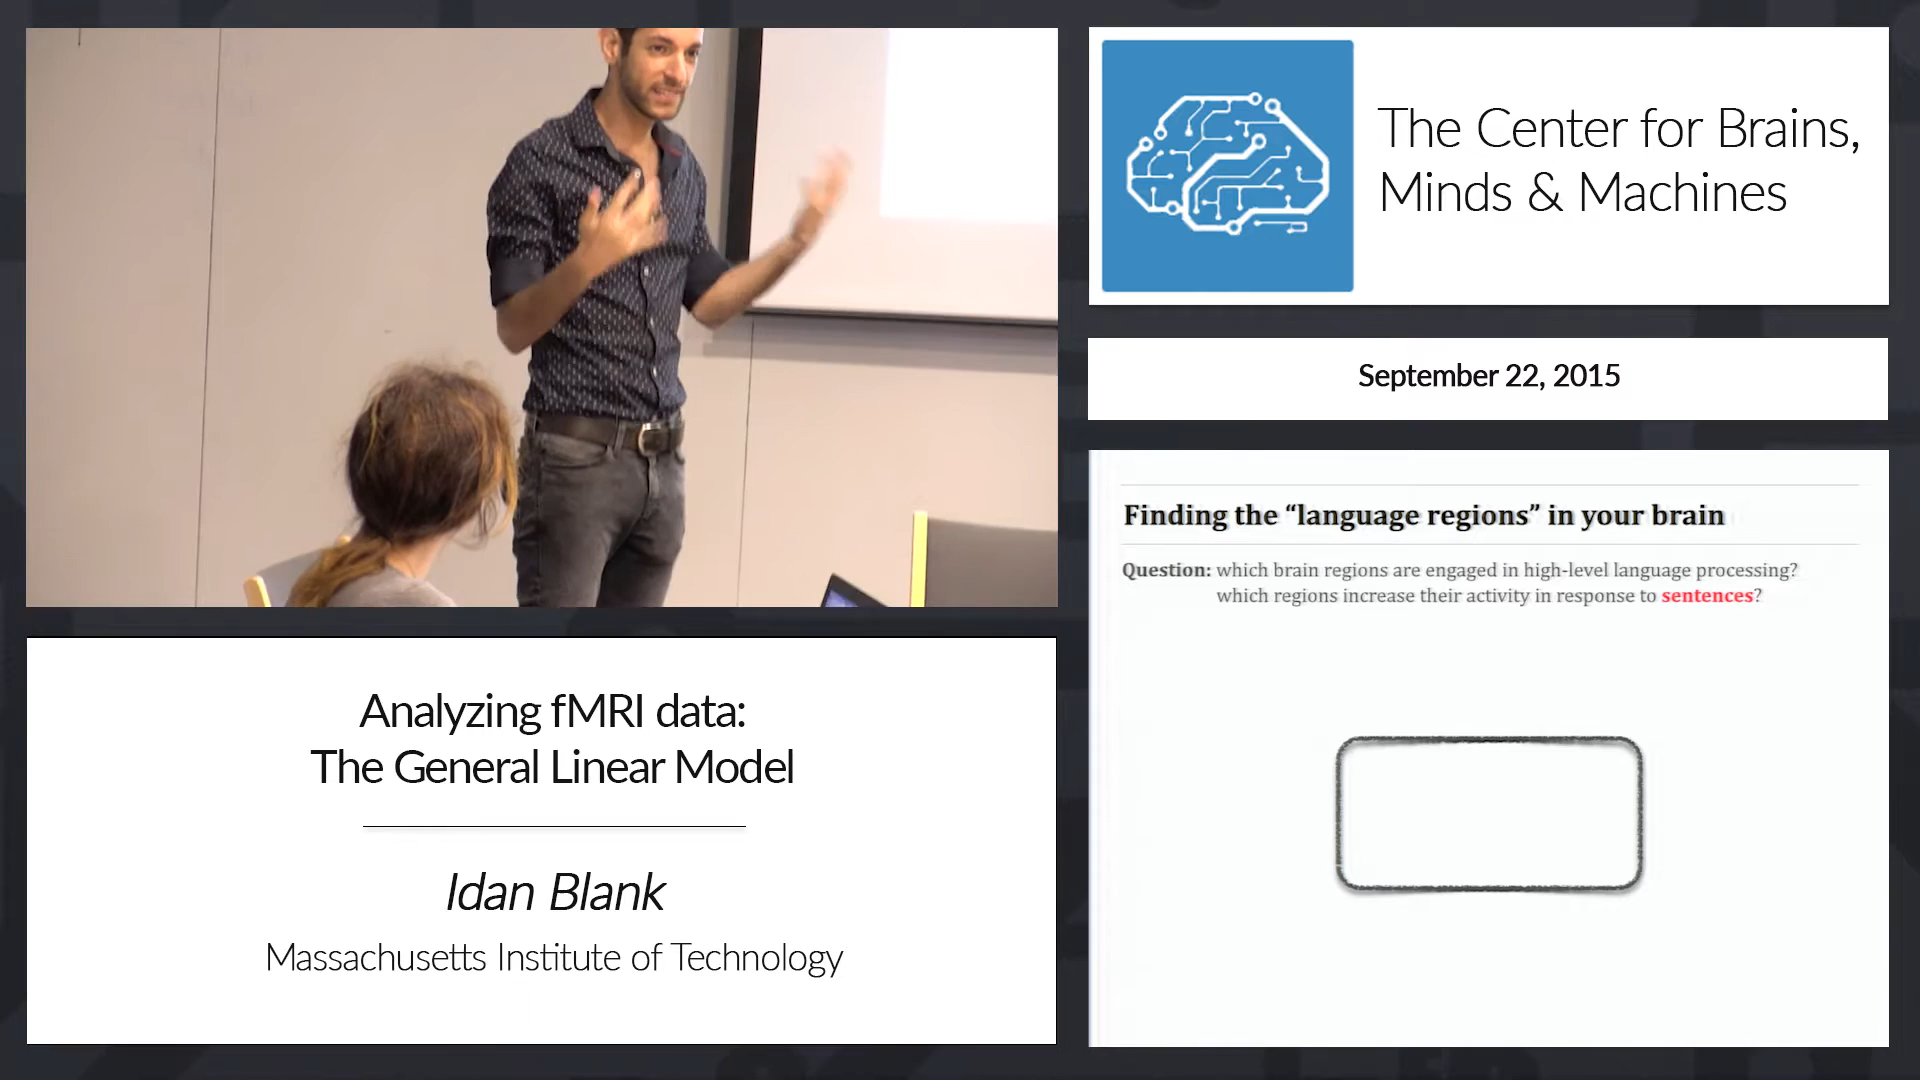 The Center for Brains,
Minds & Machines
September 22, 2015
Analyzing fMRI data:
The General Linear Model
Idan Blank
Massachusetts Institute of Technology
Finding the “language regions” in your brain
Question: which brain regions are engaged in high-level language processing?
which regions increase their activity in response to sentences?